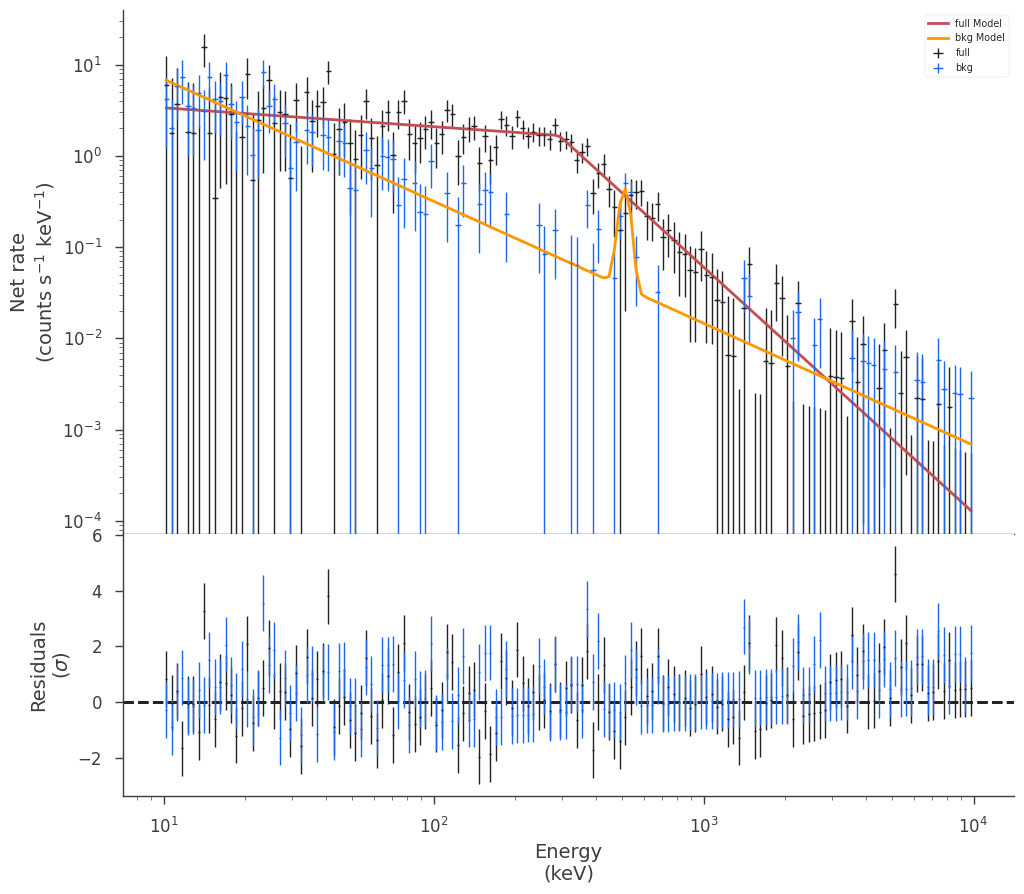 full Model
bkg Model
full
bkg
Net rate
(counts s⁻¹ keV⁻¹)
10¹
10⁰
10⁻¹
10⁻²
10⁻³
10⁻⁴
Residuals
(σ)
6
4
2
0
−2
10¹ 10² 10³ 10⁴
Energy
(keV)